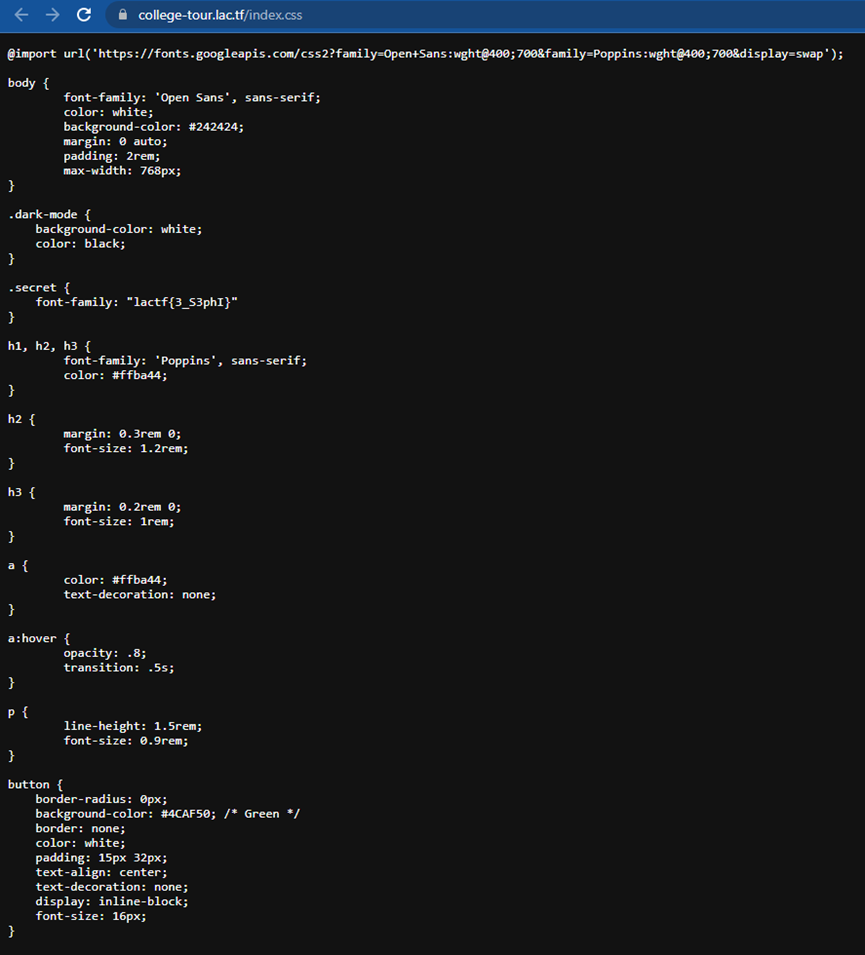 college-tour.lac.tf/index.css
@import url('https://fonts.googleapis.com/css2?family=Open+Sans:wght@400;700&family=Poppins:wght@400;700&display=swap');
body {
font-family: 'Open Sans', sans-serif;
color: white;
background-color: #242424;
margin: 0 auto;
padding: 2rem;
max-width: 768px;
}
.dark-mode {
background-color: white;
color: black;
}
.secret {
font-family: "lactf{3_S3phI}"
}
h1, h2, h3 {
font-family: 'Poppins', sans-serif;
color: #ffba44;
}
h2 {
margin: 0.3rem 0;
font-size: 1.2rem;
}
h3 {
margin: 0.2rem 0;
font-size: 1rem;
}
a {
color: #ffba44;
text-decoration: none;
}
a:hover {
opacity: .8;
transition: .5s;
}
p {
line-height: 1.5rem;
font-size: 0.9rem;
}
button {
border-radius: 0px;
background-color: #4CAF50; /* Green */
border: none;
color: white;
padding: 15px 32px;
text-align: center;
text-decoration: none;
display: inline-block;
font-size: 16px;
}